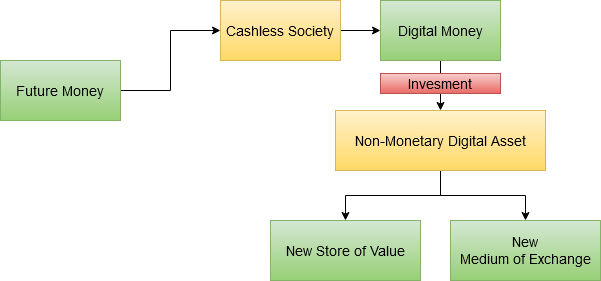 Cashless Society
Digital Money
Future Money
Invesment
Non-Monetary Digital Asset
New Store of Value
New
Medium of Exchange